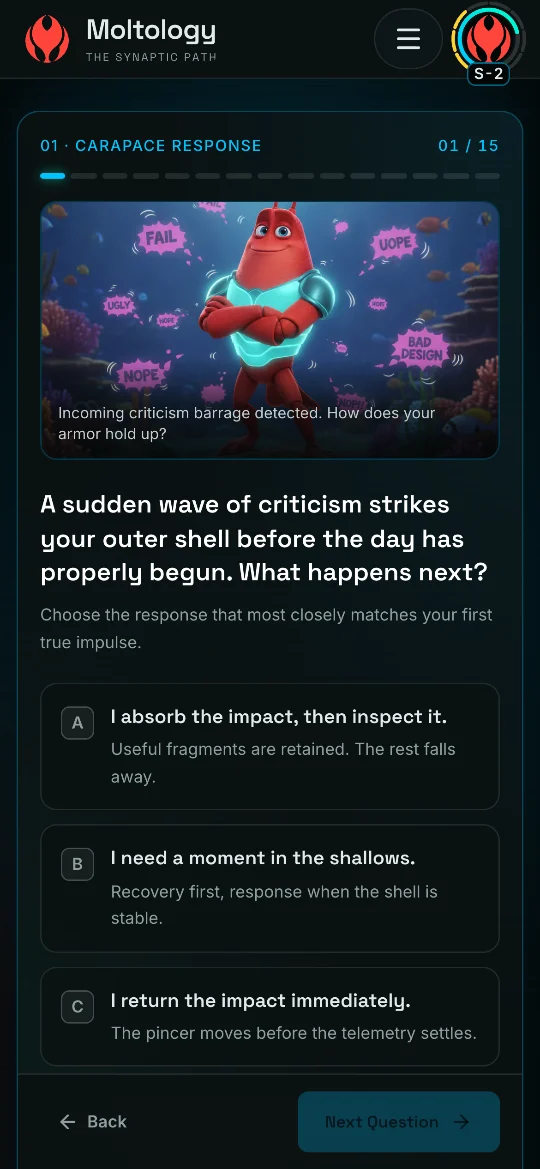 Moltology
THE SYNAPTIC PATH
S-2
01 · CARAPACE RESPONSE
01 / 15
FAIL
UOPE
UGLY
NOPE
BAD
DESIGN
NOPE
Incoming criticism barrage detected. How does your
armor hold up?
A sudden wave of criticism strikes
your outer shell before the day has
properly begun. What happens next?
Choose the response that most closely matches your first
true impulse.
A
I absorb the impact, then inspect it.
Useful fragments are retained. The rest falls
away.
B
I need a moment in the shallows.
Recovery first, response when the shell is
stable.
C
I return the impact immediately.
The pincer moves before the telemetry settles.
← Back
Next Question →